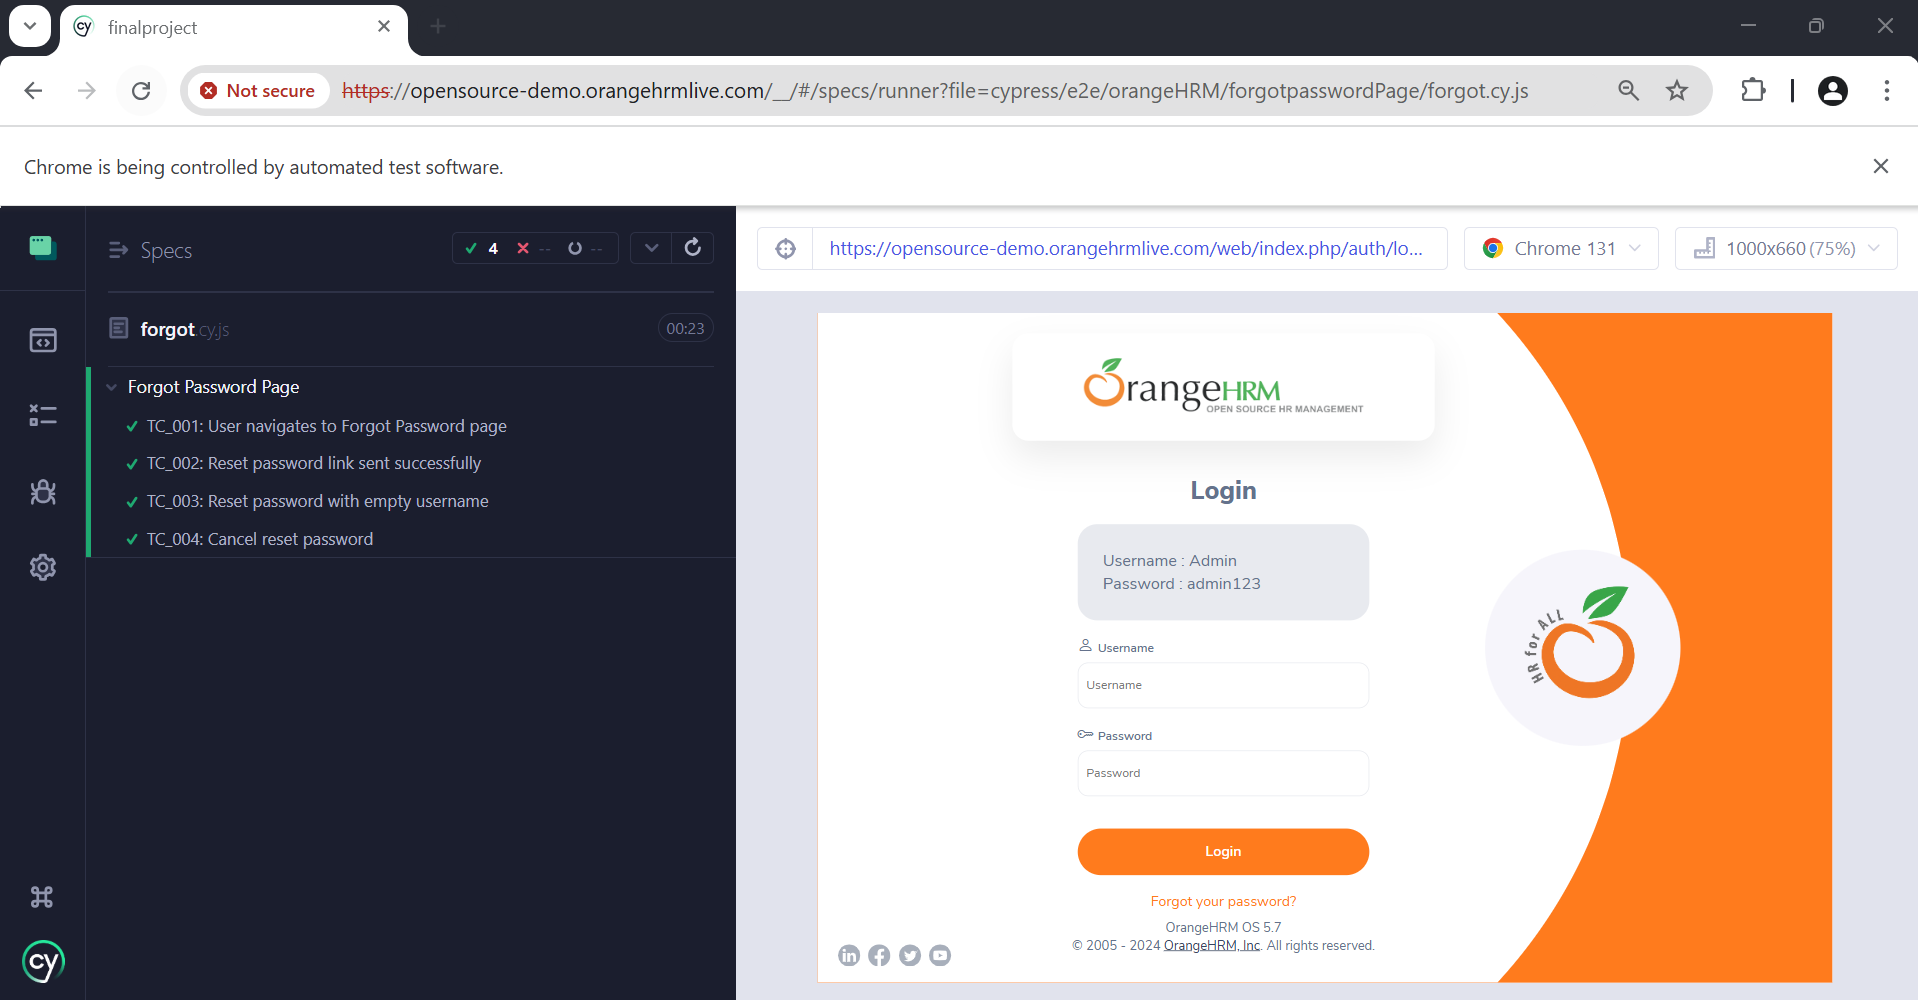 finalproject
Not secure https://opensource-demo.orangehrmlive.com/__/#/specs/runner?file=cypress/e2e/orangeHRM/forgotpasswordPage/forgot.cy.js
Chrome is being controlled by automated test software.
Specs
4 -- --
forgot.cy.js 00:23
Forgot Password Page
TC_001: User navigates to Forgot Password page
TC_002: Reset password link sent successfully
TC_003: Reset password with empty username
TC_004: Cancel reset password
cy
https://opensource-demo.orangehrmlive.com/web/index.php/auth/lo...
Chrome 131
1000x660 (75%)
OrangeHRM
OPEN SOURCE HR MANAGEMENT
Login
Username : Admin
Password : admin123
Username
Username
Password
Password
Login
Forgot your password?
OrangeHRM OS 5.7
© 2005 - 2024 OrangeHRM, Inc. All rights reserved.
HR for ALL